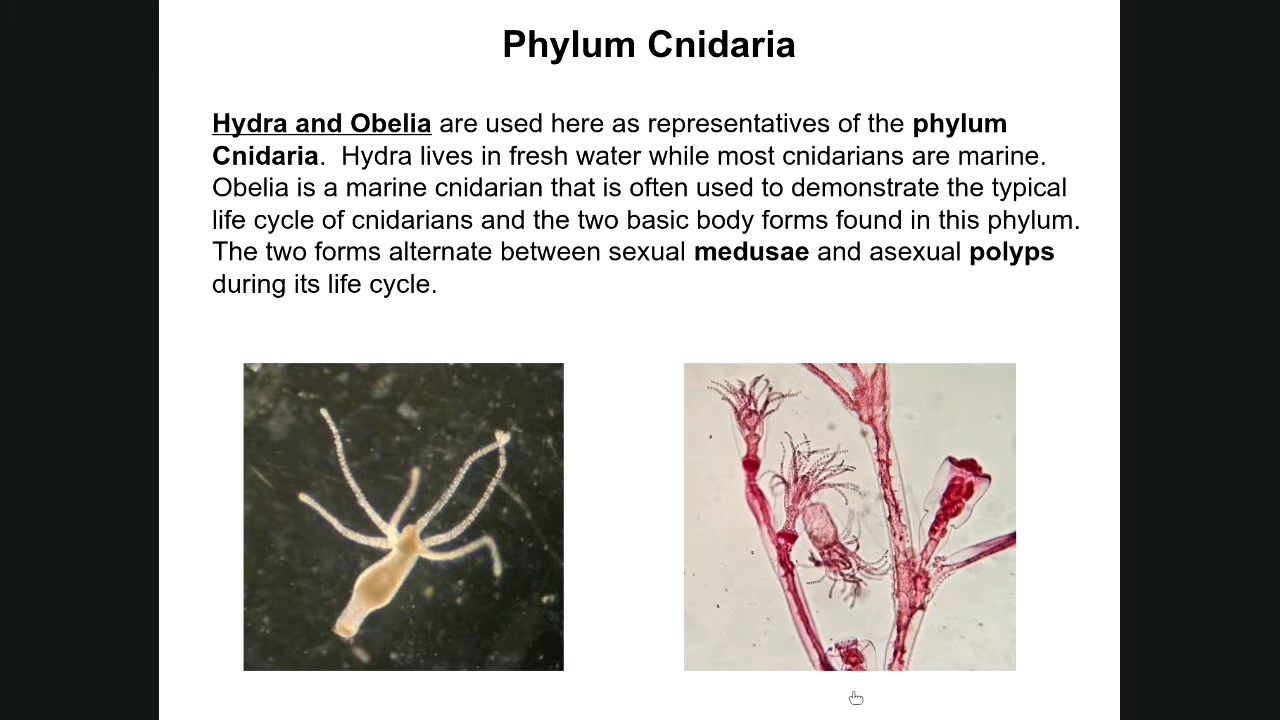 Phylum Cnidaria
Hydra and Obelia are used here as representatives of the phylum
Cnidaria.  Hydra lives in fresh water while most cnidarians are marine.
Obelia is a marine cnidarian that is often used to demonstrate the typical
life cycle of cnidarians and the two basic body forms found in this phylum.
The two forms alternate between sexual medusae and asexual polyps
during its life cycle.